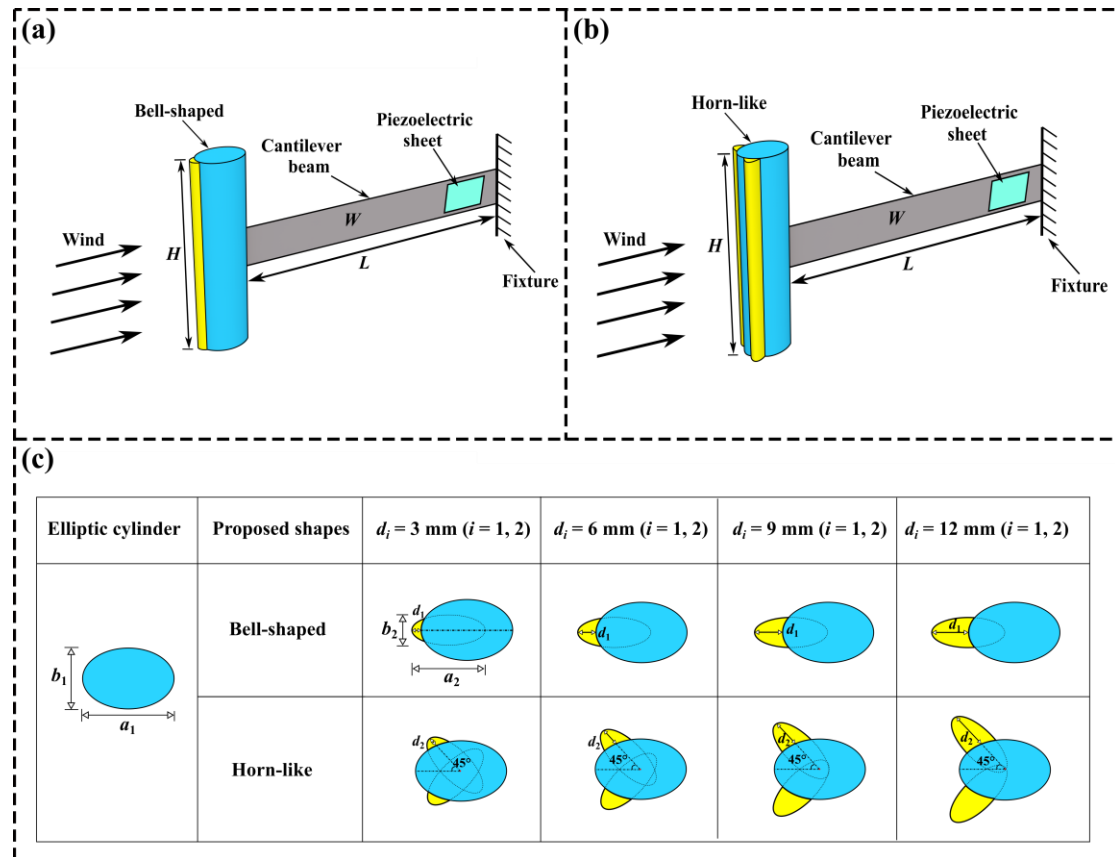 (a)
Bell-shaped
Cantilever
beam
Piezoelectric
sheet
W
Wind
H
L
Fixture
(b)
Horn-like
Cantilever
beam
Piezoelectric
sheet
W
Wind
H
L
Fixture
(c)
Elliptic cylinder Proposed shapes d₁ = 3 mm (i = 1, 2) dᵢ = 6 mm (i = 1, 2) dᵢ = 9 mm (i = 1, 2) dᵢ = 12 mm (i = 1, 2)
Bell-shaped
d₁
b₂
a₂
d₁
d₁
d₁
b₁
a₁
Horn-like
d₂
45°
d₂
45°
d₂
45°
d₂
45°